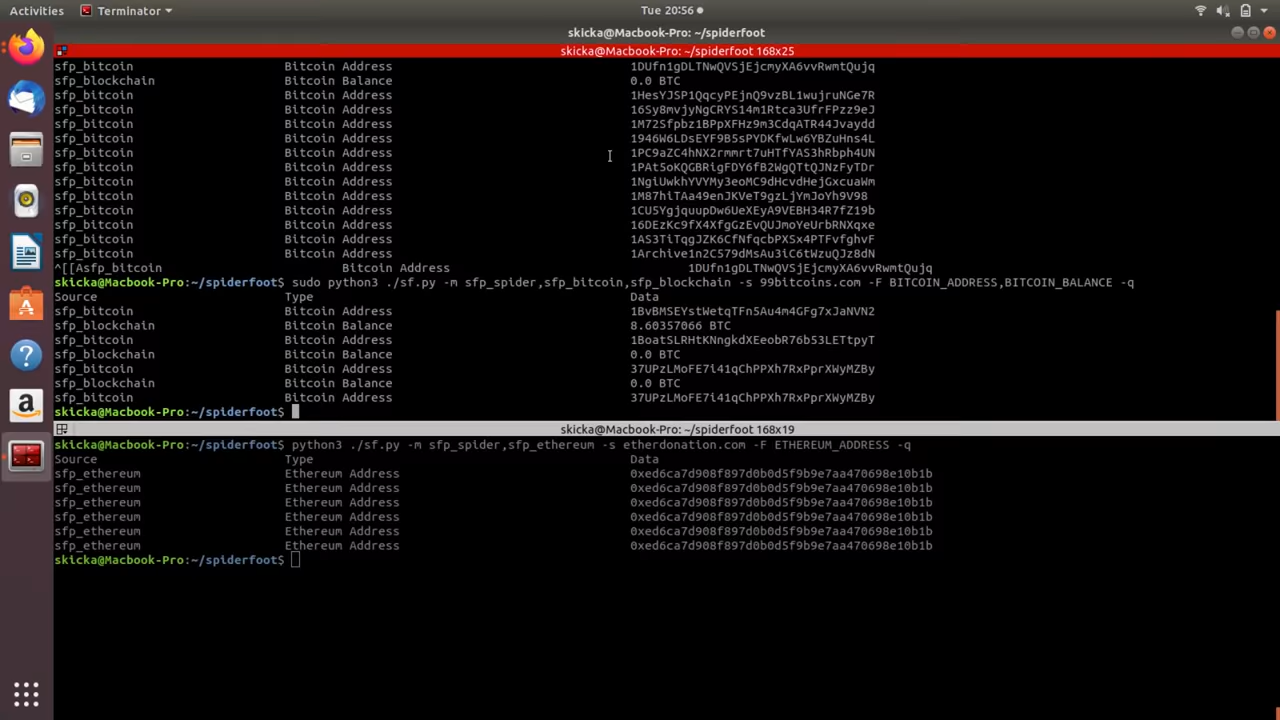 Activities Terminator Tue 20:56
skicka@Macbook-Pro: ~/spiderfoot
skicka@Macbook-Pro: ~/spiderfoot 168x25
sfp_bitcoin Bitcoin Address 1DUfn1gDLTNwQVSjEjcmyXA6vvRwmtQujq
sfp_blockchain Bitcoin Balance 0.0 BTC
sfp_bitcoin Bitcoin Address 1HesYJSP1QqcyPEjnQ9vzBL1wujruNGe7R
sfp_bitcoin Bitcoin Address 16Sy8mvjyNgCRYS14m1Rtca3UfrFPzz9eJ
sfp_bitcoin Bitcoin Address 1M72Sfpbz1BPpXFHz9m3CdqATR44Jvaydd
sfp_bitcoin Bitcoin Address 1946W6LDsEYF9B5sPYDKfwLw6YBZuHns4L
sfp_bitcoin Bitcoin Address 1PC9aZC4hNX2rmmrt7uHTfYAS3hRbph4UN
sfp_bitcoin Bitcoin Address 1PAt5oKQGBRigFDY6fB2WgQTtQJNzFyTDr
sfp_bitcoin Bitcoin Address 1NgiUwkhYVYMy3eoMC9dHcvdHejGxcuaWm
sfp_bitcoin Bitcoin Address 1M87hiTAa49enJKVeT9gzLjYmJoYh9V98
sfp_bitcoin Bitcoin Address 1CU5YgjquupDw6UeXEyA9VEBH34R7fZ19b
sfp_bitcoin Bitcoin Address 16DEzKc9fX4XfgGzEvQUJmoYeUrbRNXqxe
sfp_bitcoin Bitcoin Address 1AS3TiTqgJZK6CfNfqcbPXSx4PTFvfghvF
sfp_bitcoin Bitcoin Address 1Archive1n2C579dMsAu3iC6tWzuQJz8dN
^[[Asfp_bitcoin Bitcoin Address 1DUfn1gDLTNwQVSjEjcmyXA6vvRwmtQujq
skicka@Macbook-Pro:~/spiderfoot$ sudo python3 ./sf.py -m sfp_spider,sfp_bitcoin,sfp_blockchain -s 99bitcoins.com -F BITCOIN_ADDRESS,BITCOIN_BALANCE -q
Source Type Data
sfp_bitcoin Bitcoin Address 1BvBMSEYstWetqTFn5Au4m4GFg7xJaNVN2
sfp_blockchain Bitcoin Balance 8.60357066 BTC
sfp_bitcoin Bitcoin Address 1BoatSLRHtKNngkdXEeobR76b53LETtpyT
sfp_blockchain Bitcoin Balance 0.0 BTC
sfp_bitcoin Bitcoin Address 37UPzLMoFE7i41qChPPXh7RxPprXWyMZBy
sfp_blockchain Bitcoin Balance 0.0 BTC
sfp_bitcoin Bitcoin Address 37UPzLMoFE7i41qChPPXh7RxPprXWyMZBy
skicka@Macbook-Pro:~/spiderfoot$
skicka@Macbook-Pro: ~/spiderfoot 168x19
skicka@Macbook-Pro:~/spiderfoot$ python3 ./sf.py -m sfp_spider,sfp_ethereum -s etherdonation.com -F ETHEREUM_ADDRESS -q
Source Type Data
sfp_ethereum Ethereum Address 0xed6ca7d908f897d0b0d5f9b9e7aa470698e10b1b
sfp_ethereum Ethereum Address 0xed6ca7d908f897d0b0d5f9b9e7aa470698e10b1b
sfp_ethereum Ethereum Address 0xed6ca7d908f897d0b0d5f9b9e7aa470698e10b1b
sfp_ethereum Ethereum Address 0xed6ca7d908f897d0b0d5f9b9e7aa470698e10b1b
sfp_ethereum Ethereum Address 0xed6ca7d908f897d0b0d5f9b9e7aa470698e10b1b
sfp_ethereum Ethereum Address 0xed6ca7d908f897d0b0d5f9b9e7aa470698e10b1b
skicka@Macbook-Pro:~/spiderfoot$